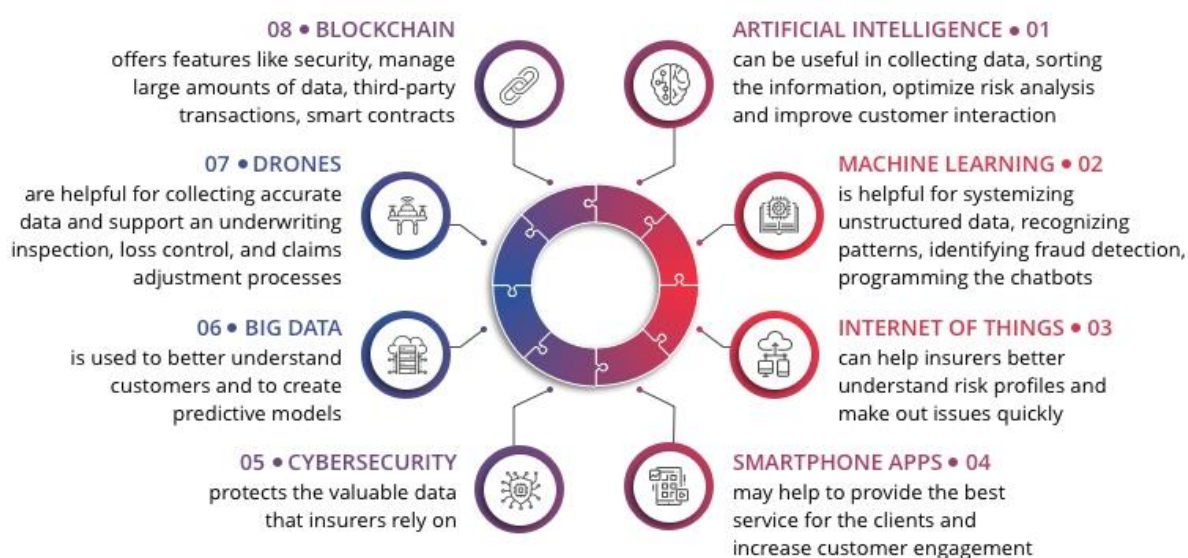 ARTIFICIAL INTELLIGENCE • 01
can be useful in collecting data, sorting
the information, optimize risk analysis
and improve customer interaction
MACHINE LEARNING • 02
is helpful for systemizing
unstructured data, recognizing
patterns, identifying fraud detection,
programming the chatbots
INTERNET OF THINGS • 03
can help insurers better
understand risk profiles and
make out issues quickly
SMARTPHONE APPS • 04
may help to provide the best
service for the clients and
increase customer engagement
05 • CYBERSECURITY
protects the valuable data
that insurers rely on
06 • BIG DATA
is used to better understand
customers and to create
predictive models
07 • DRONES
are helpful for collecting accurate
data and support an underwriting
inspection, loss control, and claims
adjustment processes
08 • BLOCKCHAIN
offers features like security, manage
large amounts of data, third-party
transactions, smart contracts